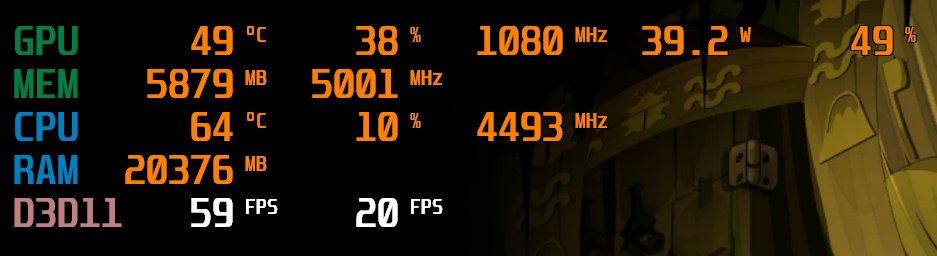 GPU 49 °C 38 % 1080 MHz 39.2 W 49 %
MEM 5879 MB 5001 MHz
CPU 64 °C 10 % 4493 MHz
RAM 20376 MB
D3D11 59 FPS 20 FPS